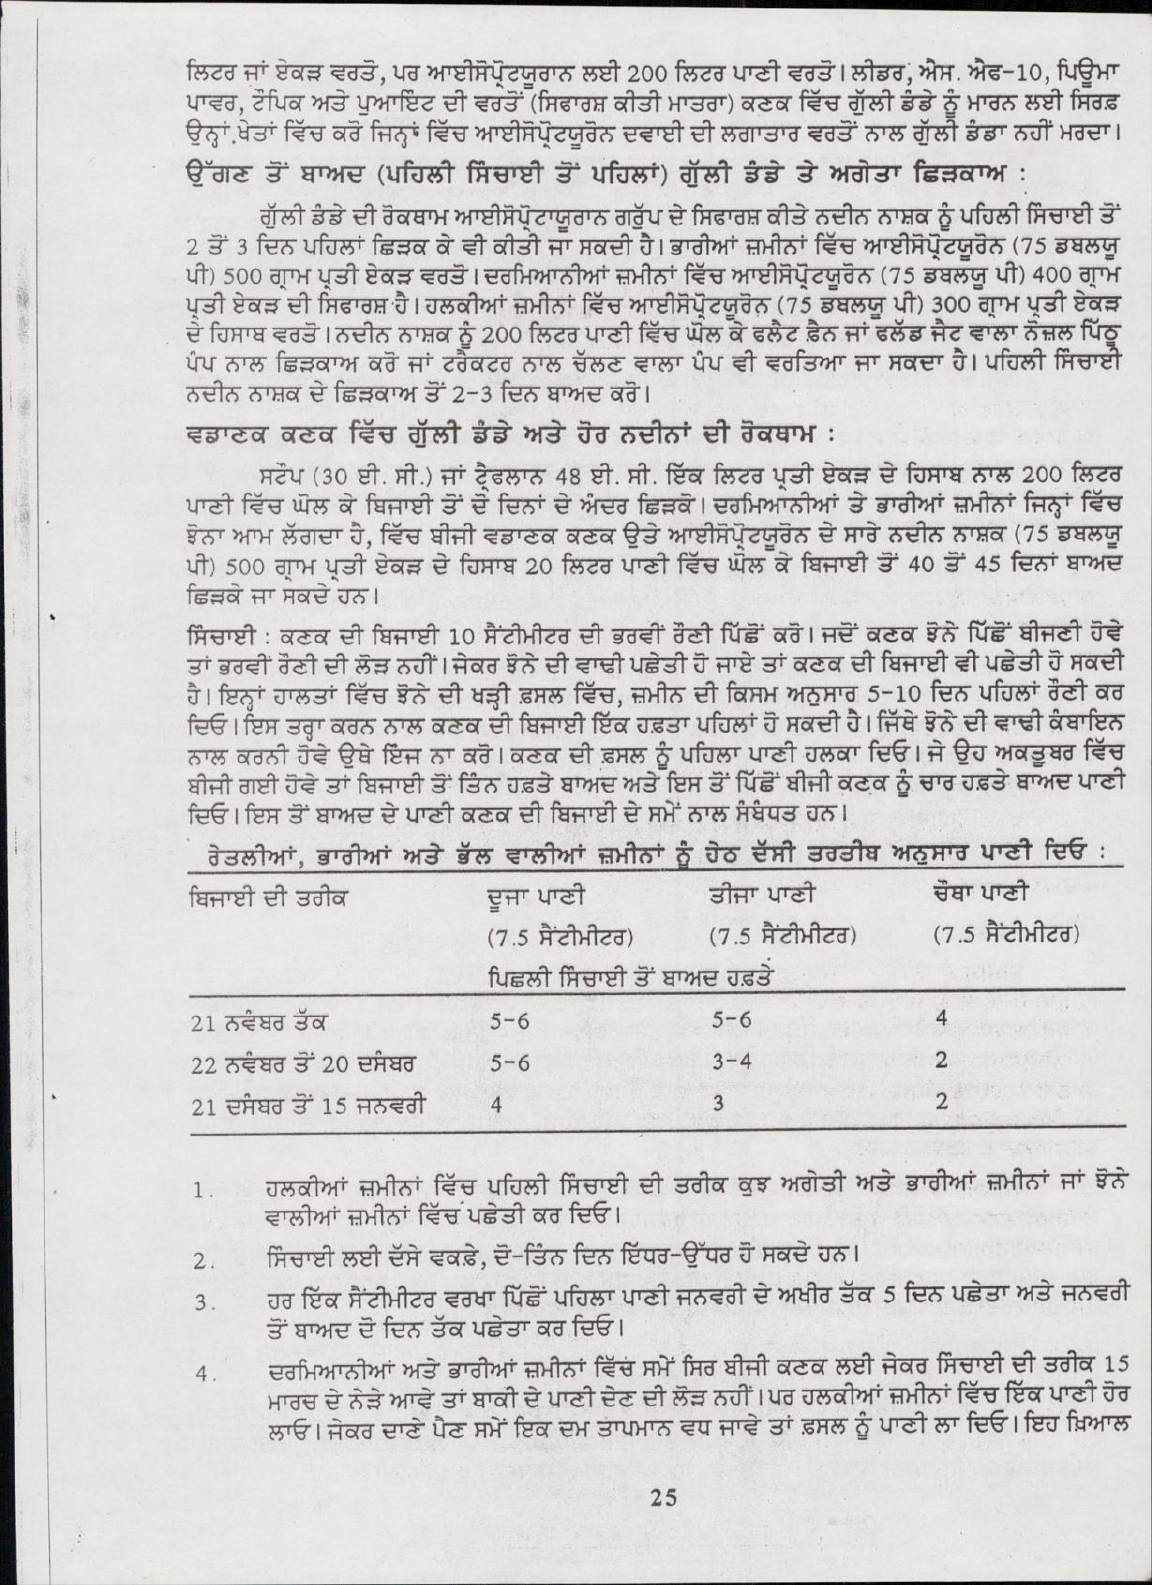 ਲਿਟਰ ਜਾਂ ਏਕੜ ਵਰਤੋ, ਪਰ ਆਈਸੋਪ੍ਰੋਟਯੂਰਾਨ ਲਈ 200 ਲਿਟਰ ਪਾਣੀ ਵਰਤੋ। ਲੀਡਰ, ਐਸ. ਐਫ-10, ਪਿਊਮਾ
ਪਾਵਰ, ਟੌਪਿਕ ਅਤੇ ਪੁਆਇੰਟ ਦੀ ਵਰਤੋਂ (ਸਿਫਾਰਸ਼ ਕੀਤੀ ਮਾਤਰਾ) ਕਣਕ ਵਿੱਚ ਗੁੱਲੀ ਡੰਡੇ ਨੂੰ ਮਾਰਨ ਲਈ ਸਿਰਫ਼
ਉਨ੍ਹਾਂ ਖੇਤਾਂ ਵਿੱਚ ਕਰੋ ਜਿਨ੍ਹਾਂ ਵਿੱਚ ਆਈਸੋਪ੍ਰੋਟਯੂਰੋਨ ਦਵਾਈ ਦੀ ਲਗਾਤਾਰ ਵਰਤੋਂ ਨਾਲ ਗੁੱਲੀ ਡੰਡਾ ਨਹੀਂ ਮਰਦਾ।
ਉੱਗਣ ਤੋਂ ਬਾਅਦ (ਪਹਿਲੀ ਸਿੰਚਾਈ ਤੋਂ ਪਹਿਲਾਂ) ਗੁੱਲੀ ਡੰਡੇ ਤੇ ਅਗੇਤਾ ਛਿੜਕਾਅ :
ਗੁੱਲੀ ਡੰਡੇ ਦੀ ਰੋਕਥਾਮ ਆਈਸੋਪ੍ਰੋਟਾਯੂਰਾਨ ਗਰੁੱਪ ਦੇ ਸਿਫਾਰਸ਼ ਕੀਤੇ ਨਦੀਨ ਨਾਸ਼ਕ ਨੂੰ ਪਹਿਲੀ ਸਿੰਚਾਈ ਤੋਂ
2 ਤੋਂ 3 ਦਿਨ ਪਹਿਲਾਂ ਛਿੜਕ ਕੇ ਵੀ ਕੀਤੀ ਜਾ ਸਕਦੀ ਹੈ। ਭਾਰੀਆਂ ਜ਼ਮੀਨਾਂ ਵਿੱਚ ਆਈਸੋਪ੍ਰੋਟਯੂਰੋਨ (75 ਡਬਲਯੂ
ਪੀ) 500 ਗ੍ਰਾਮ ਪ੍ਰਤੀ ਏਕੜ ਵਰਤੋ। ਦਰਮਿਆਨੀਆਂ ਜ਼ਮੀਨਾਂ ਵਿੱਚ ਆਈਸੋਪ੍ਰੋਟਯੂਰੋਨ (75 ਡਬਲਯੂ ਪੀ) 400 ਗ੍ਰਾਮ
ਪ੍ਰਤੀ ਏਕੜ ਦੀ ਸਿਫਾਰਸ਼ ਹੈ। ਹਲਕੀਆਂ ਜ਼ਮੀਨਾਂ ਵਿੱਚ ਆਈਸੋਪ੍ਰੋਟਯੂਰੋਨ (75 ਡਬਲਯੂ ਪੀ) 300 ਗ੍ਰਾਮ ਪ੍ਰਤੀ ਏਕੜ
ਦੇ ਹਿਸਾਬ ਵਰਤੋ। ਨਦੀਨ ਨਾਸ਼ਕ ਨੂੰ 200 ਲਿਟਰ ਪਾਣੀ ਵਿੱਚ ਘੋਲ ਕੇ ਫਲੈਟ ਫ਼ੈਨ ਜਾਂ ਫਲੱਡ ਜੈਟ ਵਾਲਾ ਨੋਜ਼ਲ ਪਿੱਠੂ
ਪੰਪ ਨਾਲ ਛਿੜਕਾਅ ਕਰੋ ਜਾਂ ਟਰੈਕਟਰ ਨਾਲ ਚੱਲਣ ਵਾਲਾ ਪੰਪ ਵੀ ਵਰਤਿਆ ਜਾ ਸਕਦਾ ਹੈ। ਪਹਿਲੀ ਸਿੰਚਾਈ
ਨਦੀਨ ਨਾਸ਼ਕ ਦੇ ਛਿੜਕਾਅ ਤੋਂ 2-3 ਦਿਨ ਬਾਅਦ ਕਰੋ।
ਵਡਾਣਕ ਕਣਕ ਵਿੱਚ ਗੁੱਲੀ ਡੰਡੇ ਅਤੇ ਹੋਰ ਨਦੀਨਾਂ ਦੀ ਰੋਕਥਾਮ :
ਸਟੌਪ (30 ਈ. ਸੀ.) ਜਾਂ ਟ੍ਰੈਫਲਾਨ 48 ਈ. ਸੀ. ਇੱਕ ਲਿਟਰ ਪ੍ਰਤੀ ਏਕੜ ਦੇ ਹਿਸਾਬ ਨਾਲ 200 ਲਿਟਰ
ਪਾਣੀ ਵਿੱਚ ਘੋਲ ਕੇ ਬਿਜਾਈ ਤੋਂ ਦੋ ਦਿਨਾਂ ਦੇ ਅੰਦਰ ਛਿੜਕੋ। ਦਰਮਿਆਨੀਆਂ ਤੇ ਭਾਰੀਆਂ ਜ਼ਮੀਨਾਂ ਜਿਨ੍ਹਾਂ ਵਿੱਚ
ਝੋਨਾ ਆਮ ਲੱਗਦਾ ਹੈ, ਵਿੱਚ ਬੀਜੀ ਵਡਾਣਕ ਕਣਕ ਉਤੇ ਆਈਸੋਪ੍ਰੋਟਯੂਰੋਨ ਦੇ ਸਾਰੇ ਨਦੀਨ ਨਾਸ਼ਕ (75 ਡਬਲਯੂ
ਪੀ) 500 ਗ੍ਰਾਮ ਪ੍ਰਤੀ ਏਕੜ ਦੇ ਹਿਸਾਬ 20 ਲਿਟਰ ਪਾਣੀ ਵਿੱਚ ਘੋਲ ਕੇ ਬਿਜਾਈ ਤੋਂ 40 ਤੋਂ 45 ਦਿਨਾਂ ਬਾਅਦ
ਛਿੜਕੇ ਜਾ ਸਕਦੇ ਹਨ।
ਸਿੰਚਾਈ : ਕਣਕ ਦੀ ਬਿਜਾਈ 10 ਸੈਂਟੀਮੀਟਰ ਦੀ ਭਰਵੀਂ ਰੌਣੀ ਪਿੱਛੋਂ ਕਰੋ। ਜਦੋਂ ਕਣਕ ਝੋਨੇ ਪਿੱਛੋਂ ਬੀਜਣੀ ਹੋਵੇ
ਤਾਂ ਭਰਵੀਂ ਰੌਣੀ ਦੀ ਲੋੜ ਨਹੀਂ। ਜੇਕਰ ਝੋਨੇ ਦੀ ਵਾਢੀ ਪਛੇਤੀ ਹੋ ਜਾਏ ਤਾਂ ਕਣਕ ਦੀ ਬਿਜਾਈ ਵੀ ਪਛੇਤੀ ਹੋ ਸਕਦੀ
ਹੈ। ਇਨ੍ਹਾਂ ਹਾਲਤਾਂ ਵਿੱਚ ਝੋਨੇ ਦੀ ਖੜ੍ਹੀ ਫ਼ਸਲ ਵਿੱਚ, ਜ਼ਮੀਨ ਦੀ ਕਿਸਮ ਅਨੁਸਾਰ 5-10 ਦਿਨ ਪਹਿਲਾਂ ਰੌਣੀ ਕਰ
ਦਿਓ। ਇਸ ਤਰ੍ਹਾ ਕਰਨ ਨਾਲ ਕਣਕ ਦੀ ਬਿਜਾਈ ਇੱਕ ਹਫ਼ਤਾ ਪਹਿਲਾਂ ਹੋ ਸਕਦੀ ਹੈ। ਜਿੱਥੇ ਝੋਨੇ ਦੀ ਵਾਢੀ ਕੰਬਾਇਨ
ਨਾਲ ਕਰਨੀ ਹੋਵੇ ਉਥੇ ਇੰਜ ਨਾ ਕਰੋ। ਕਣਕ ਦੀ ਫ਼ਸਲ ਨੂੰ ਪਹਿਲਾ ਪਾਣੀ ਹਲਕਾ ਦਿਓ। ਜੇ ਉਹ ਅਕਤੂਬਰ ਵਿੱਚ
ਬੀਜੀ ਗਈ ਹੋਵੇ ਤਾਂ ਬਿਜਾਈ ਤੋਂ ਤਿੰਨ ਹਫ਼ਤੇ ਬਾਅਦ ਅਤੇ ਇਸ ਤੋਂ ਪਿੱਛੋਂ ਬੀਜੀ ਕਣਕ ਨੂੰ ਚਾਰ ਹਫ਼ਤੇ ਬਾਅਦ ਪਾਣੀ
ਦਿਓ। ਇਸ ਤੋਂ ਬਾਅਦ ਦੇ ਪਾਣੀ ਕਣਕ ਦੀ ਬਿਜਾਈ ਦੇ ਸਮੇਂ ਨਾਲ ਸੰਬੰਧਤ ਹਨ।
ਰੇਤਲੀਆਂ, ਭਾਰੀਆਂ ਅਤੇ ਭੱਲ ਵਾਲੀਆਂ ਜ਼ਮੀਨਾਂ ਨੂੰ ਹੇਠ ਦੱਸੀ ਤਰਤੀਬ ਅਨੁਸਾਰ ਪਾਣੀ ਦਿਓ :
ਬਿਜਾਈ ਦੀ ਤਰੀਕ ਦੂਜਾ ਪਾਣੀ ਤੀਜਾ ਪਾਣੀ ਚੌਥਾ ਪਾਣੀ
(7.5 ਸੈਂਟੀਮੀਟਰ) (7.5 ਸੈਂਟੀਮੀਟਰ) (7.5 ਸੈਂਟੀਮੀਟਰ)
ਪਿਛਲੀ ਸਿੰਚਾਈ ਤੋਂ ਬਾਅਦ ਹਫ਼ਤੇ
21 ਨਵੰਬਰ ਤੱਕ 5-6 5-6 4
22 ਨਵੰਬਰ ਤੋਂ 20 ਦਸੰਬਰ 5-6 3-4 2
21 ਦਸੰਬਰ ਤੋਂ 15 ਜਨਵਰੀ 4 3 2
1. ਹਲਕੀਆਂ ਜ਼ਮੀਨਾਂ ਵਿੱਚ ਪਹਿਲੀ ਸਿੰਚਾਈ ਦੀ ਤਰੀਕ ਕੁਝ ਅਗੇਤੀ ਅਤੇ ਭਾਰੀਆਂ ਜ਼ਮੀਨਾਂ ਜਾਂ ਝੋਨੇ
ਵਾਲੀਆਂ ਜ਼ਮੀਨਾਂ ਵਿੱਚ ਪਛੇਤੀ ਕਰ ਦਿਓ।
2. ਸਿੰਚਾਈ ਲਈ ਦੱਸੇ ਵਕਫ਼ੇ, ਦੋ-ਤਿੰਨ ਦਿਨ ਇੱਧਰ-ਉੱਧਰ ਹੋ ਸਕਦੇ ਹਨ।
3. ਹਰ ਇੱਕ ਸੈਂਟੀਮੀਟਰ ਵਰਖਾ ਪਿੱਛੋਂ ਪਹਿਲਾ ਪਾਣੀ ਜਨਵਰੀ ਦੇ ਅਖੀਰ ਤੱਕ 5 ਦਿਨ ਪਛੇਤਾ ਅਤੇ ਜਨਵਰੀ
ਤੋਂ ਬਾਅਦ ਦੋ ਦਿਨ ਤੱਕ ਪਛੇਤਾ ਕਰ ਦਿਓ।
4. ਦਰਮਿਆਨੀਆਂ ਅਤੇ ਭਾਰੀਆਂ ਜ਼ਮੀਨਾਂ ਵਿੱਚ ਸਮੇਂ ਸਿਰ ਬੀਜੀ ਕਣਕ ਲਈ ਜੇਕਰ ਸਿੰਚਾਈ ਦੀ ਤਰੀਕ 15
ਮਾਰਚ ਦੇ ਨੇੜੇ ਆਵੇ ਤਾਂ ਬਾਕੀ ਦੇ ਪਾਣੀ ਦੇਣ ਦੀ ਲੋੜ ਨਹੀਂ। ਪਰ ਹਲਕੀਆਂ ਜ਼ਮੀਨਾਂ ਵਿੱਚ ਇੱਕ ਪਾਣੀ ਹੋਰ
ਲਾਓ। ਜੇਕਰ ਦਾਣੇ ਪੈਣ ਸਮੇਂ ਇਕ ਦਮ ਤਾਪਮਾਨ ਵਧ ਜਾਵੇ ਤਾਂ ਫ਼ਸਲ ਨੂੰ ਪਾਣੀ ਲਾ ਦਿਓ। ਇਹ ਖ਼ਿਆਲ
25